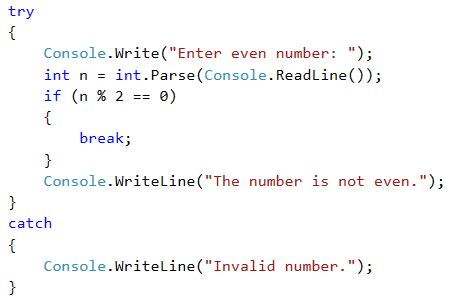 try
{
    Console.Write("Enter even number: ");
    int n = int.Parse(Console.ReadLine());
    if (n % 2 == 0)
    {
        break;
    }
    Console.WriteLine("The number is not even.");
}
catch
{
    Console.WriteLine("Invalid number.");
}